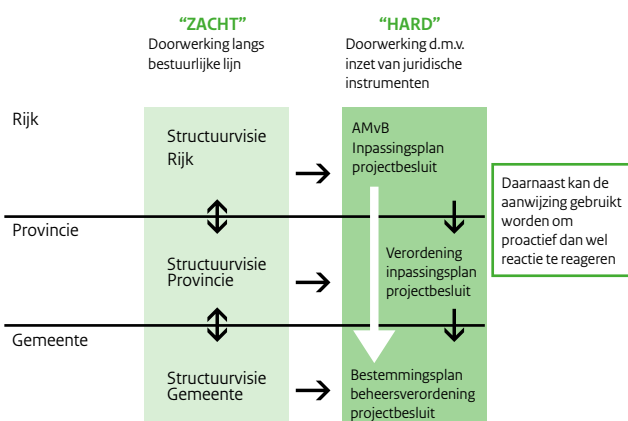 “ZACHT”
Doorwerking langs
bestuurlijke lijn
“HARD”
Doorwerking d.m.v.
inzet van juridische
instrumenten
Rijk
Structuurvisie
Rijk
AMvB
Inpassingsplan
projectbesluit
Daarnaast kan de
aanwijzing gebruikt
worden om
proactief dan wel
reactie te reageren
Provincie
Structuurvisie
Provincie
Verordening
inpassingsplan
projectbesluit
Gemeente
Structuurvisie
Gemeente
Bestemmingsplan
beheersverordening
projectbesluit